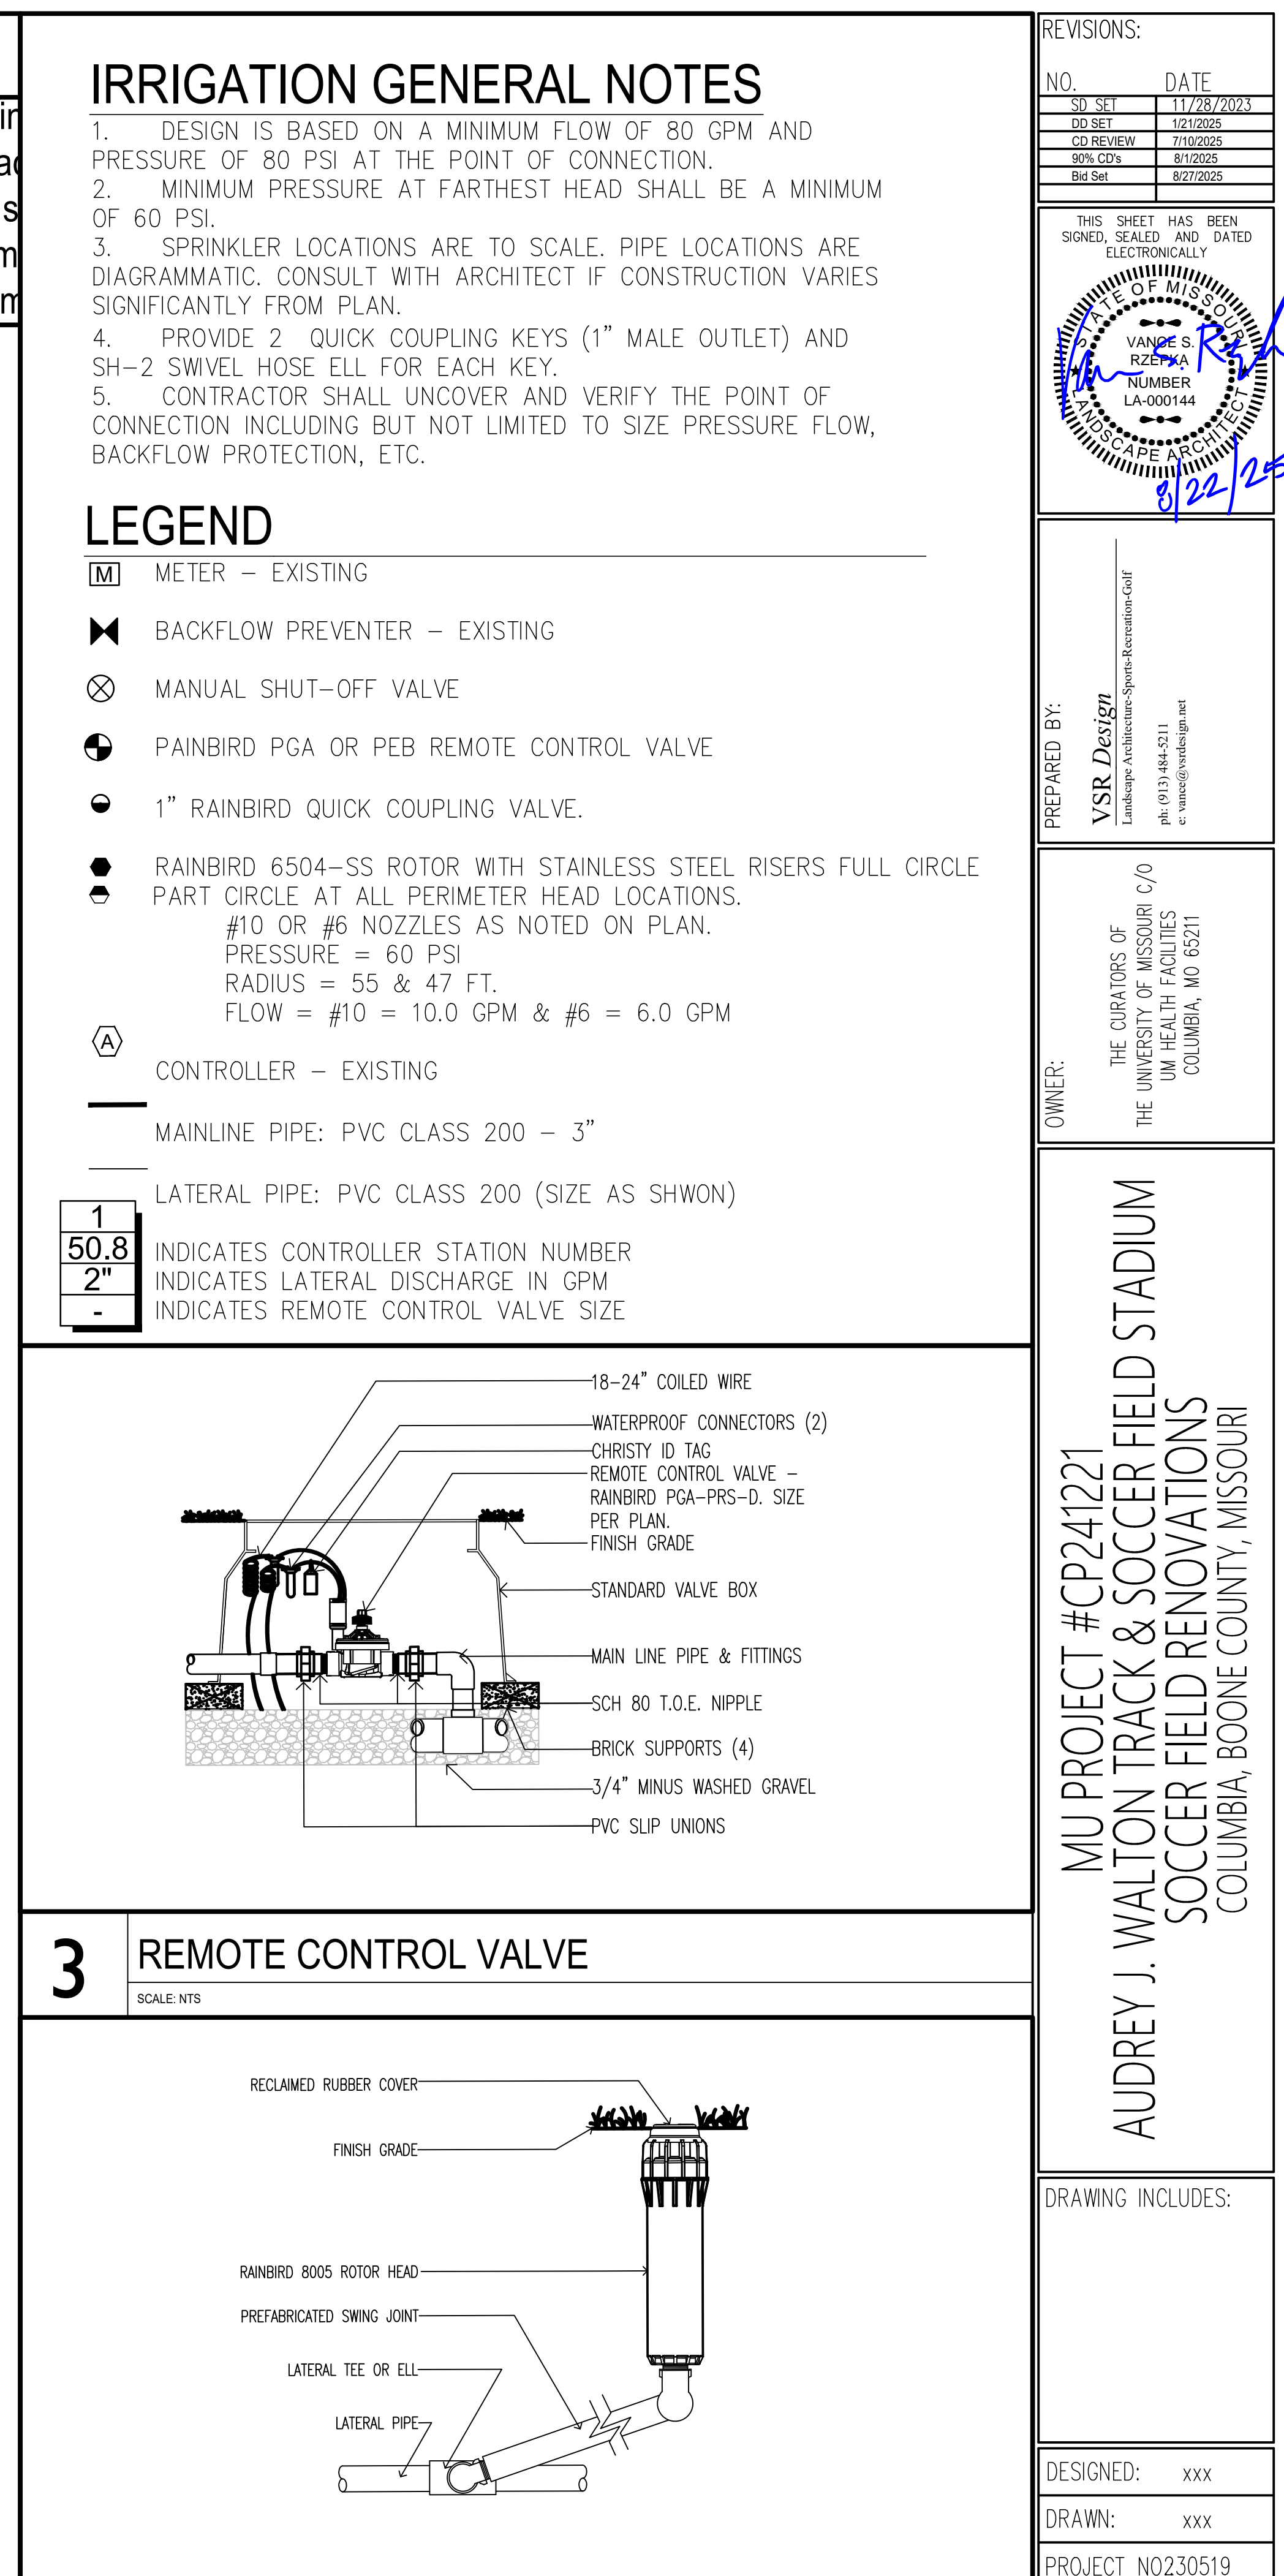 IRRIGATION GENERAL NOTES
1. DESIGN IS BASED ON A MINIMUM FLOW OF 80 GPM AND
PRESSURE OF 80 PSI AT THE POINT OF CONNECTION.
2. MINIMUM PRESSURE AT FARTHEST HEAD SHALL BE A MINIMUM
OF 60 PSI.
3. SPRINKLER LOCATIONS ARE TO SCALE. PIPE LOCATIONS ARE
DIAGRAMMATIC. CONSULT WITH ARCHITECT IF CONSTRUCTION VARIES
SIGNIFICANTLY FROM PLAN.
4. PROVIDE 2 QUICK COUPLING KEYS (1" MALE OUTLET) AND
SH-2 SWIVEL HOSE ELL FOR EACH KEY.
5. CONTRACTOR SHALL UNCOVER AND VERIFY THE POINT OF
CONNECTION INCLUDING BUT NOT LIMITED TO SIZE PRESSURE FLOW,
BACKFLOW PROTECTION, ETC.
LEGEND
M METER - EXISTING
BACKFLOW PREVENTER - EXISTING
MANUAL SHUT-OFF VALVE
PAINBIRD PGA OR PEB REMOTE CONTROL VALVE
1" RAINBIRD QUICK COUPLING VALVE.
RAINBIRD 6504-SS ROTOR WITH STAINLESS STEEL RISERS FULL CIRCLE
PART CIRCLE AT ALL PERIMETER HEAD LOCATIONS.
#10 OR #6 NOZZLES AS NOTED ON PLAN.
PRESSURE = 60 PSI
RADIUS = 55 & 47 FT.
FLOW = #10 = 10.0 GPM & #6 = 6.0 GPM
A
CONTROLLER - EXISTING
MAINLINE PIPE: PVC CLASS 200 - 3"
LATERAL PIPE: PVC CLASS 200 (SIZE AS SHWON)
1
50.8 INDICATES CONTROLLER STATION NUMBER
2" INDICATES LATERAL DISCHARGE IN GPM
- INDICATES REMOTE CONTROL VALVE SIZE
18-24" COILED WIRE
WATERPROOF CONNECTORS (2)
CHRISTY ID TAG
REMOTE CONTROL VALVE -
RAINBIRD PGA-PRS-D. SIZE
PER PLAN.
FINISH GRADE
STANDARD VALVE BOX
MAIN LINE PIPE & FITTINGS
SCH 80 T.O.E. NIPPLE
BRICK SUPPORTS (4)
3/4" MINUS WASHED GRAVEL
PVC SLIP UNIONS
3 REMOTE CONTROL VALVE
SCALE: NTS
RECLAIMED RUBBER COVER
FINISH GRADE
RAINBIRD 8005 ROTOR HEAD
PREFABRICATED SWING JOINT
LATERAL TEE OR ELL
LATERAL PIPE
REVISIONS:
NO. DATE
SD SET 11/28/2023
DD SET 1/21/2025
CD REVIEW 7/10/2025
90% CD's 8/1/2025
Bid Set 8/27/2025
THIS SHEET HAS BEEN
SIGNED, SEALED AND DATED
ELECTRONICALLY
STATE OF MISSOURI
VANCE S.
RZEPKA
NUMBER
LA-000144
LANDSCAPE ARCHITECT
8/22/25
PREPARED BY:
VSR Design
Landscape Architecture-Sports-Recreation-Golf
ph: (913) 484-5211
e: vance@vsrdesign.net
OWNER:
THE CURATORS OF
THE UNIVERSITY OF MISSOURI C/O
UM HEALTH FACILITIES
COLUMBIA, MO 65211
MU PROJECT #CP241221
AUDREY J. WALTON TRACK & SOCCER FIELD STADIUM
SOCCER FIELD RENOVATIONS
COLUMBIA, BOONE COUNTY, MISSOURI
DRAWING INCLUDES:
DESIGNED: xxx
DRAWN: xxx
PROJECT NO230519